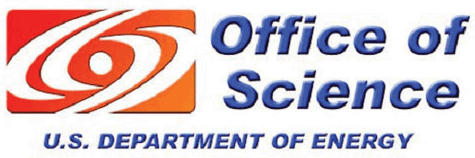 Office of
Science
U.S. DEPARTMENT OF ENERGY